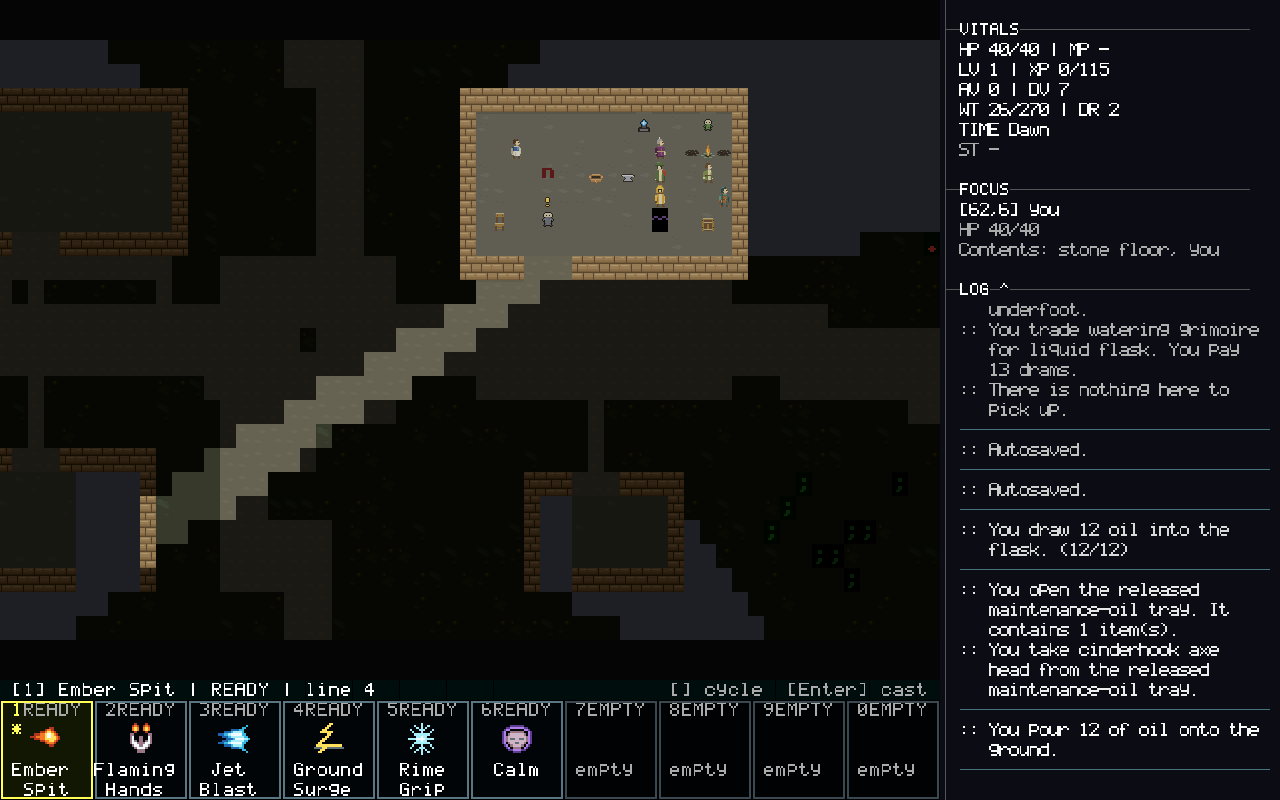 VITALS
HP 40/40 | MP -
LV 1 | XP 0/115
AV 0 | DV 7
WT 26/270 | DR 2
TIME Dawn
ST -
FOCUS
[62,6] You
HP 40/40
Contents: stone floor, you
LOG ^
underfoot.
:: You trade watering grimoire
for liquid flask. You pay
13 drams.
:: There is nothing here to
pick up.
:: Autosaved.
:: Autosaved.
:: You draw 12 oil into the
flask. (12/12)
:: You open the released
maintenance-oil tray. It
contains 1 item(s).
:: You take cinderhook axe
head from the released
maintenance-oil tray.
:: You pour 12 of oil onto the
ground.
[1] Ember Spit | READY | line 4
[] cycle [Enter] cast
1READY 2READY 3READY 4READY 5READY 6READY 7EMPTY 8EMPTY 9EMPTY 0EMPTY
*
Ember Flaming Jet Ground Rime Calm empty empty empty empty
Spit Hands Blast Surge Grip